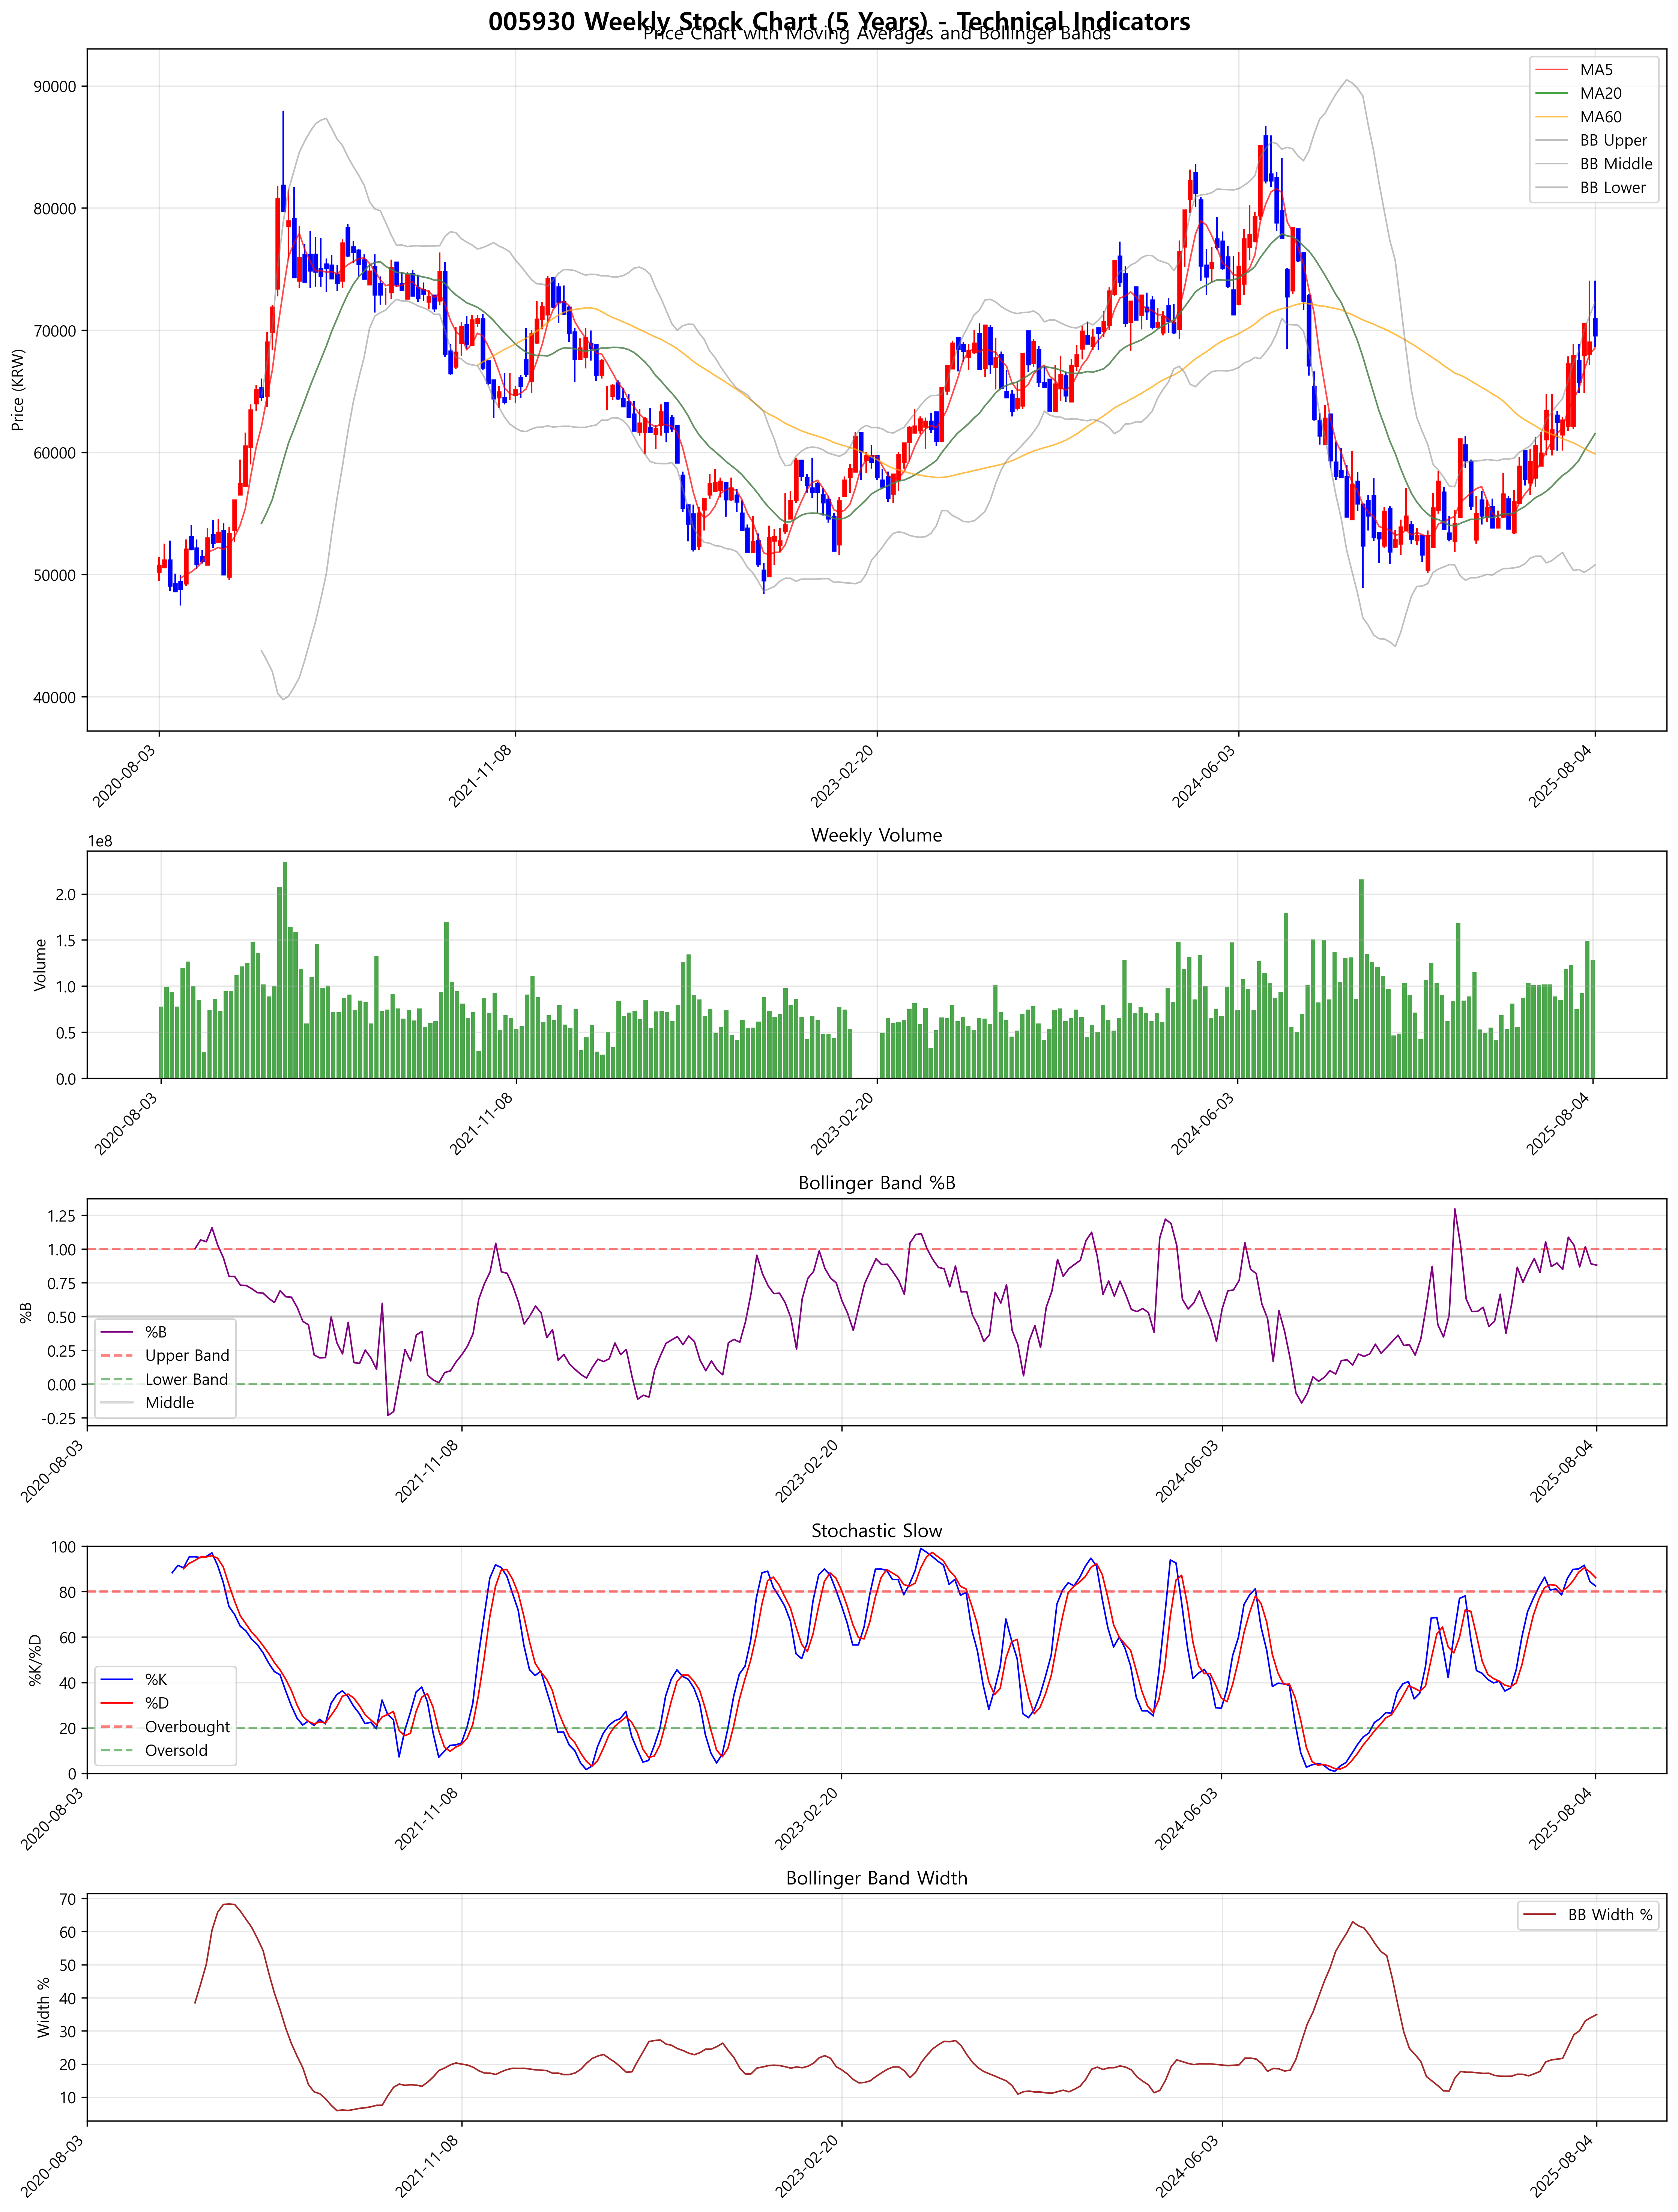 005930 Weekly Stock Chart (5 Years) - Technical Indicators
Price Chart with Moving Averages and Bollinger Bands
Price (KRW)
90000
80000
70000
60000
50000
40000
MA5
MA20
MA60
BB Upper
BB Middle
BB Lower
2020-08-03
2021-11-08
2023-02-20
2024-06-03
2025-08-04
Weekly Volume
1e8
Volume
2.0
1.5
1.0
0.5
0.0
2020-08-03
2021-11-08
2023-02-20
2024-06-03
2025-08-04
Bollinger Band %B
%B
1.25
1.00
0.75
0.50
0.25
0.00
-0.25
%B
Upper Band
Lower Band
Middle
2020-08-03
2021-11-08
2023-02-20
2024-06-03
2025-08-04
Stochastic Slow
%K/%D
100
80
60
40
20
0
%K
%D
Overbought
Oversold
2020-08-03
2021-11-08
2023-02-20
2024-06-03
2025-08-04
Bollinger Band Width
Width %
70
60
50
40
30
20
10
BB Width %
2020-08-03
2021-11-08
2023-02-20
2024-06-03
2025-08-04